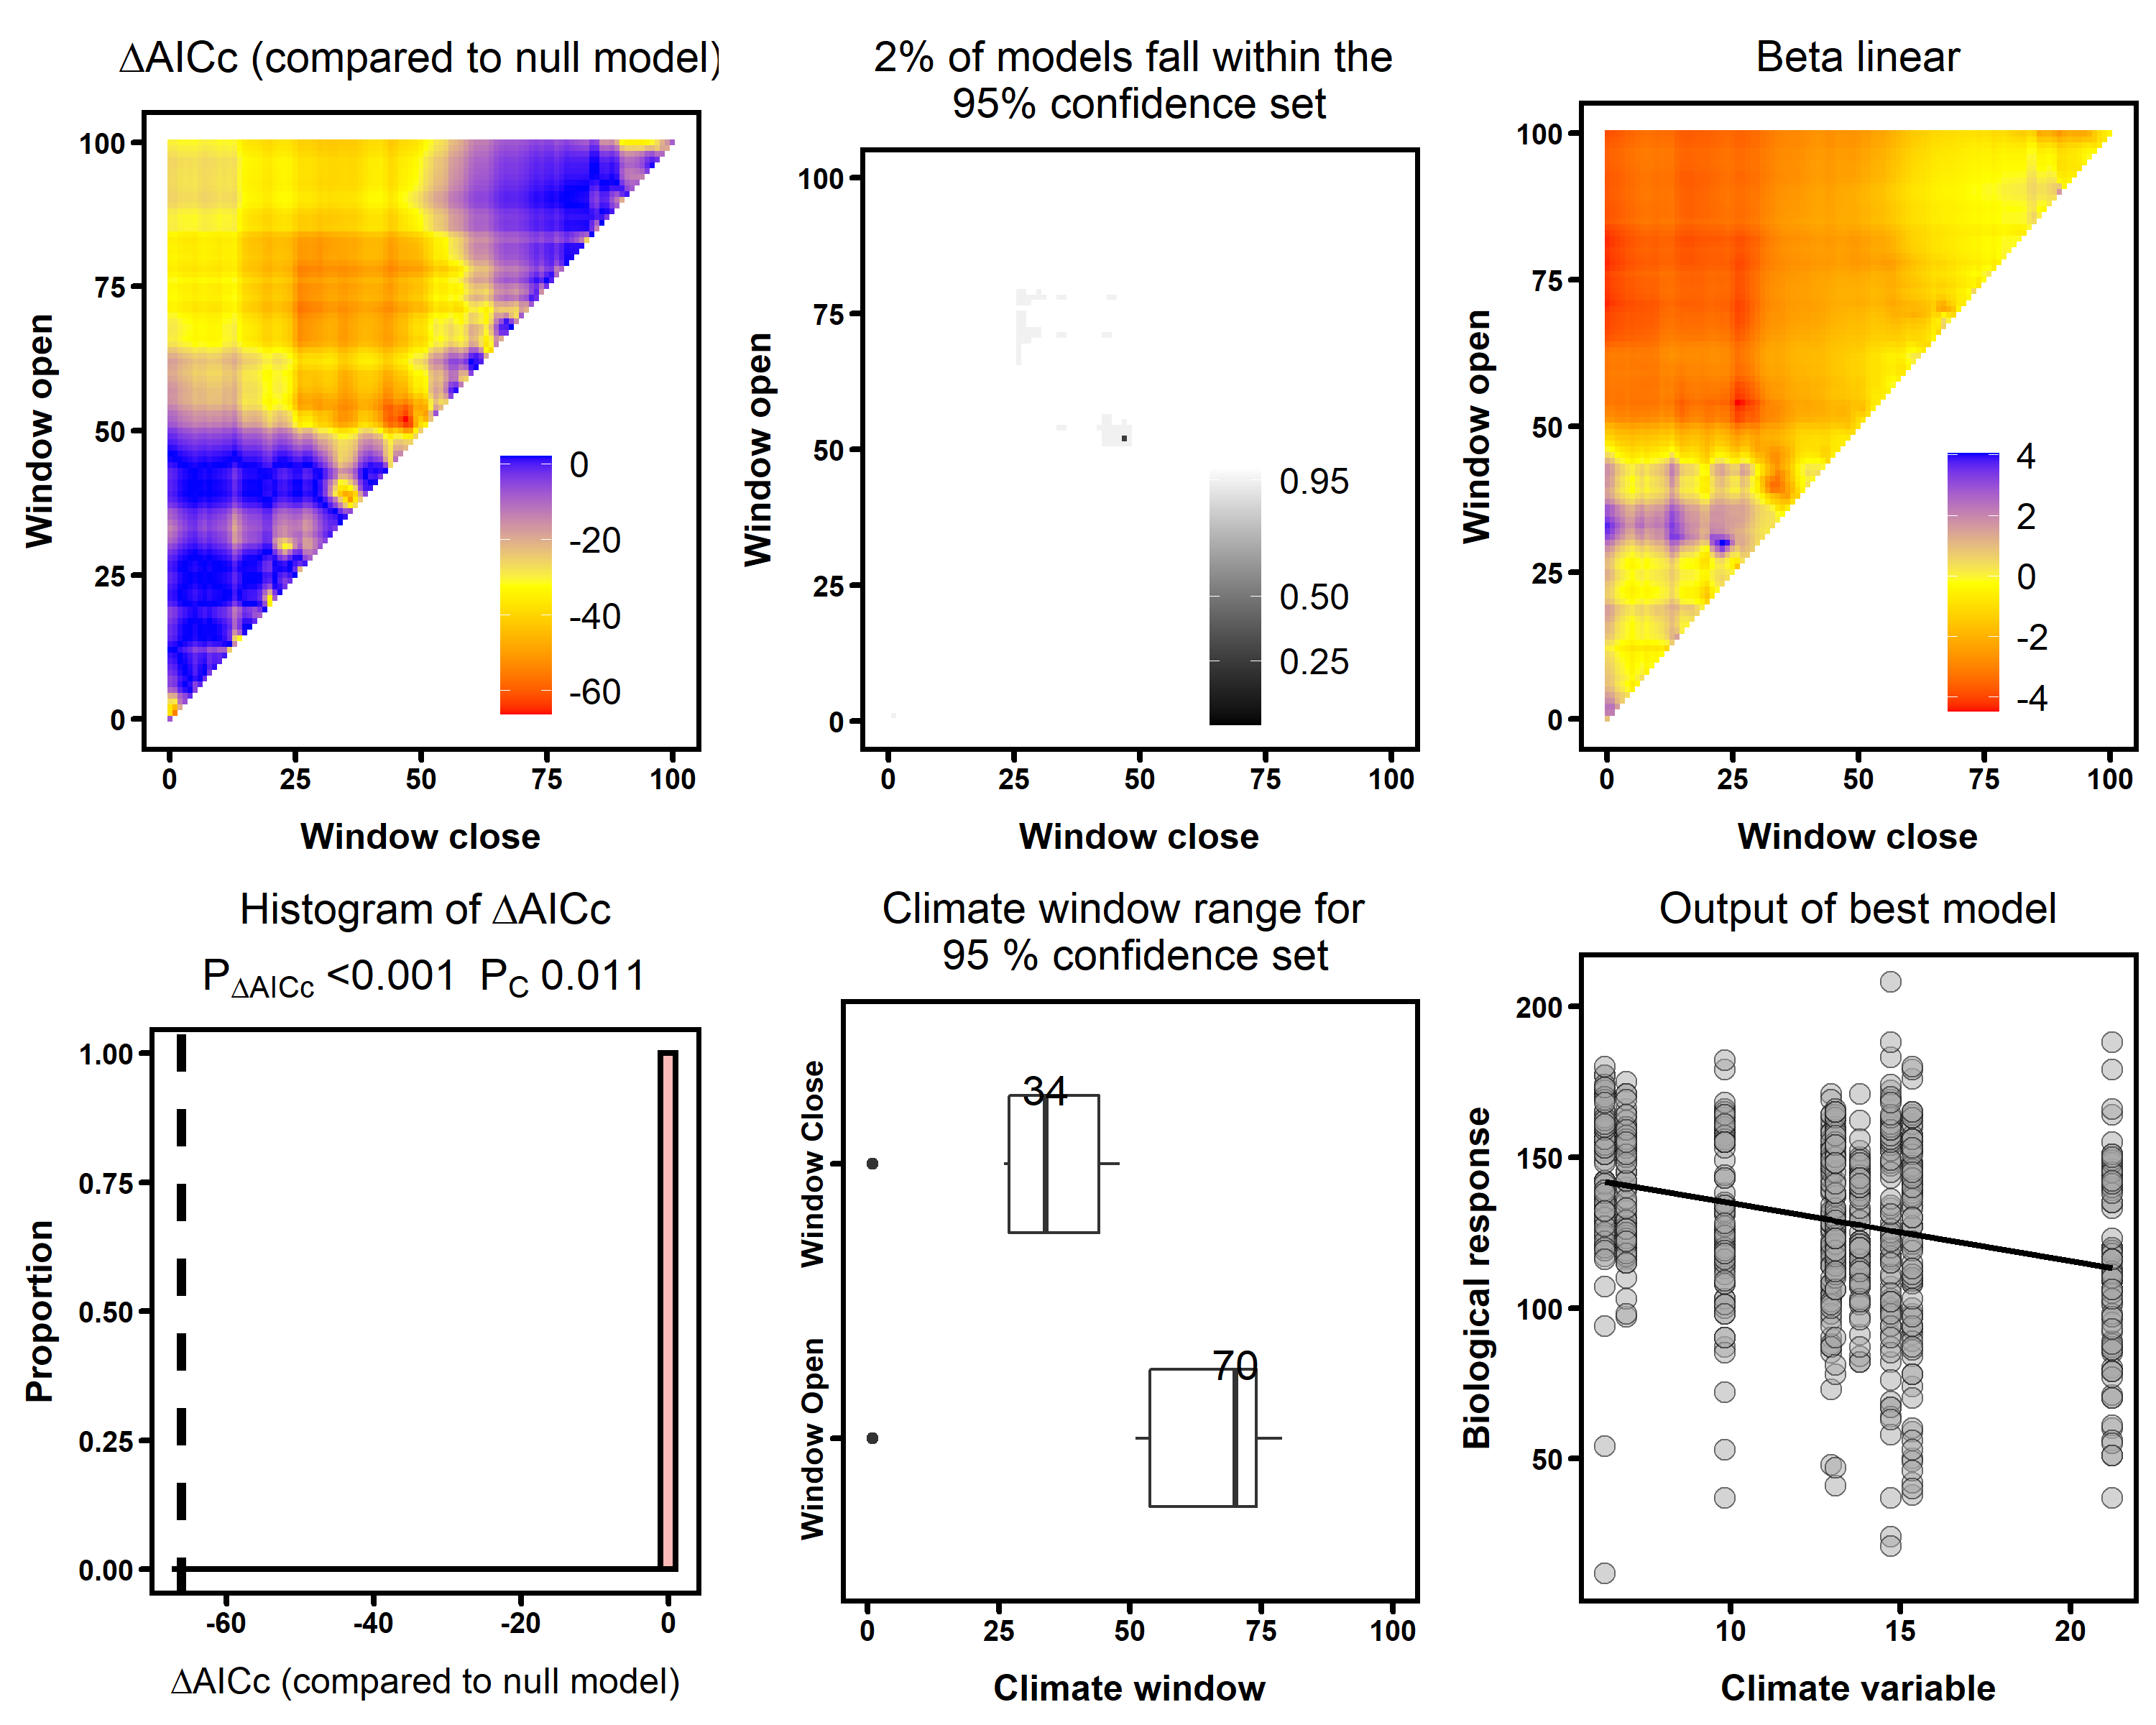 ΔAICc (compared to null model)
Window open
100
75
50
25
0
0
-20
-40
-60
0 25 50 75 100
Window close
2% of models fall within the
95% confidence set
Window open
100
75
50
25
0
0.95
0.50
0.25
0 25 50 75 100
Window close
Beta linear
Window open
100
75
50
25
0
4
2
0
-2
-4
0 25 50 75 100
Window close
Histogram of ΔAICc
PΔAICc <0.001 PC 0.011
Proportion
1.00
0.75
0.50
0.25
0.00
-60 -40 -20 0
ΔAICc (compared to null model)
Climate window range for
95 % confidence set
Window Close
34
Window Open
70
0 25 50 75 100
Climate window
Output of best model
Biological response
200
150
100
50
10 15 20
Climate variable